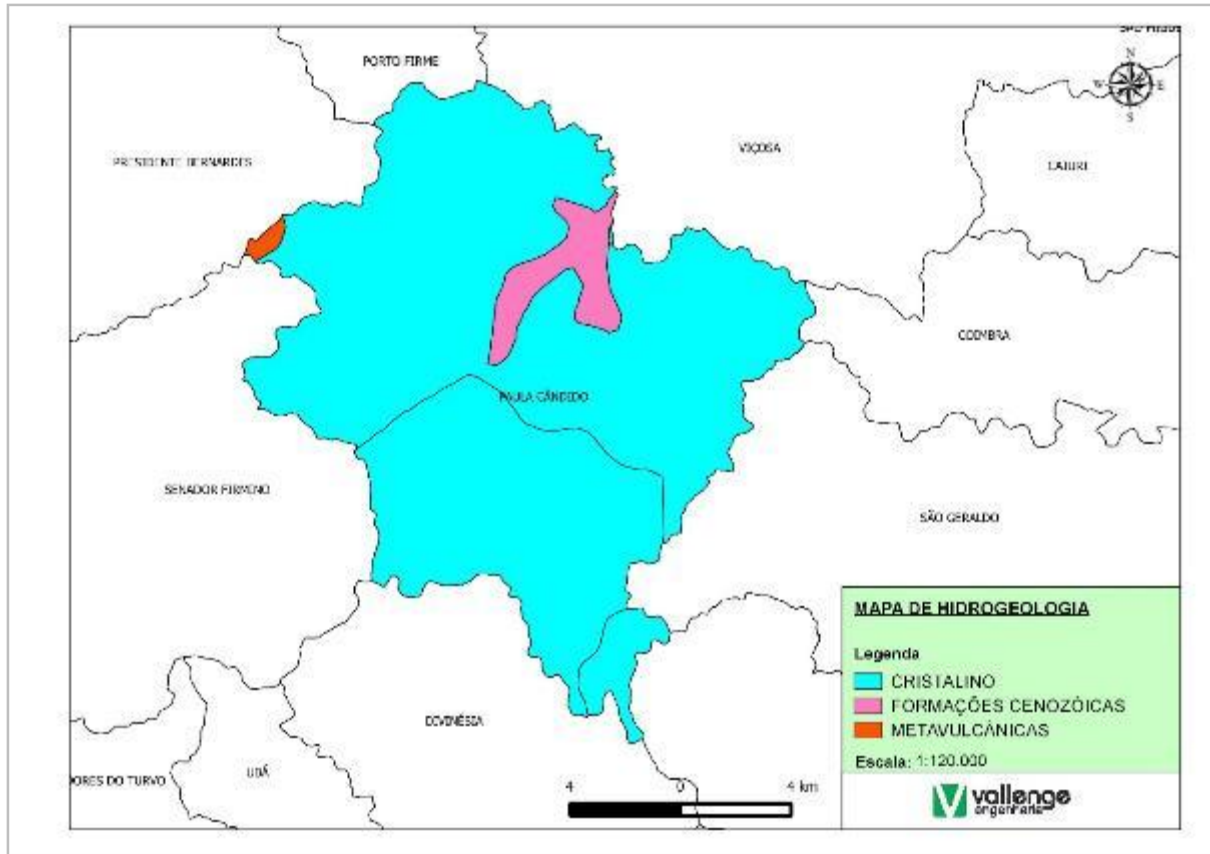 PORTO FIRME
N
W E
S
PRESIDENTE BERNARDES
VIÇOSA
CAJURI
COIMBRA
PAULA CÂNDIDO
SENADOR FIRMINO
SÃO GERALDO
MAPA DE HIDROGEOLOGIA
Legenda
CRISTALINO
FORMAÇÕES CENOZÓICAS
METAVULCÂNICAS
Escala: 1:120.000
DIVINÉSIA
UBÁ
DORES DO TURVO
4 0 4 km
vallenge
engenharia